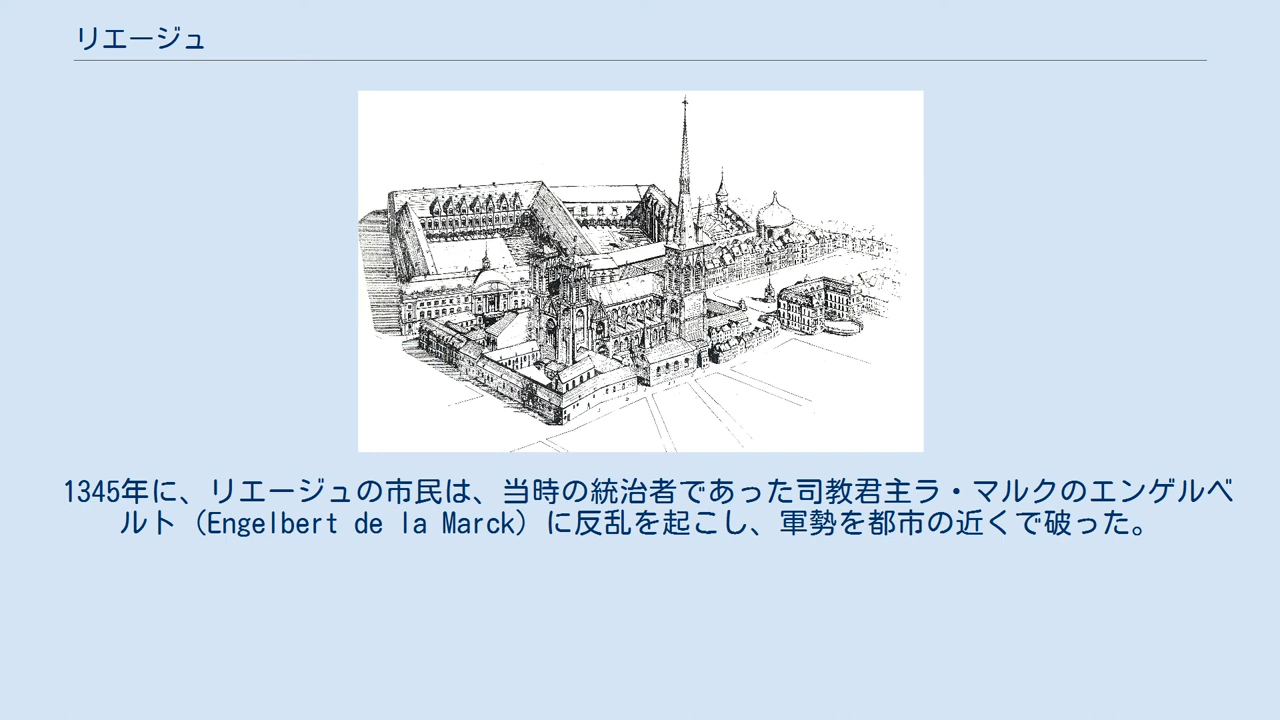 リエージュ
1345年に、リエージュの市民は、当時の統治者であった司教君主ラ・マルクのエンゲルベ
ルト（Engelbert de la Marck）に反乱を起こし、軍勢を都市の近くで破った。